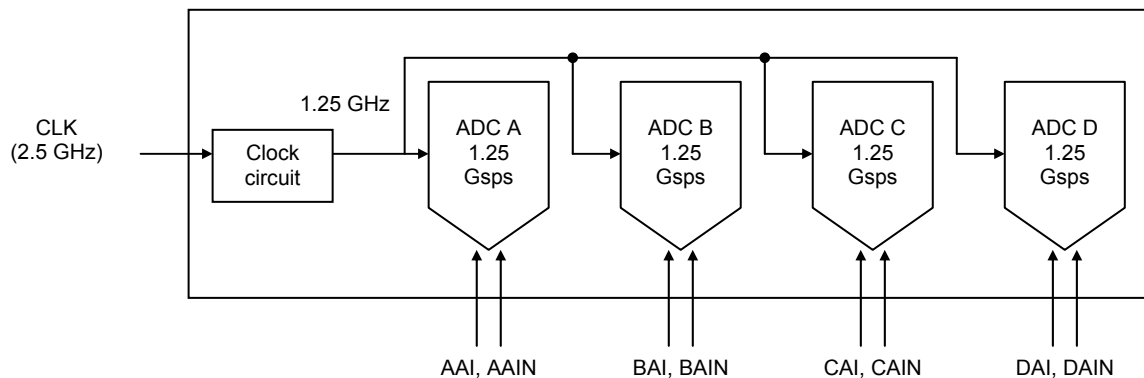 1.25 GHz
CLK
(2.5 GHz)
Clock
circuit
ADC A
1.25
Gsps
ADC B
1.25
Gsps
ADC C
1.25
Gsps
ADC D
1.25
Gsps
AAI, AAIN
BAI, BAIN
CAI, CAIN
DAI, DAIN